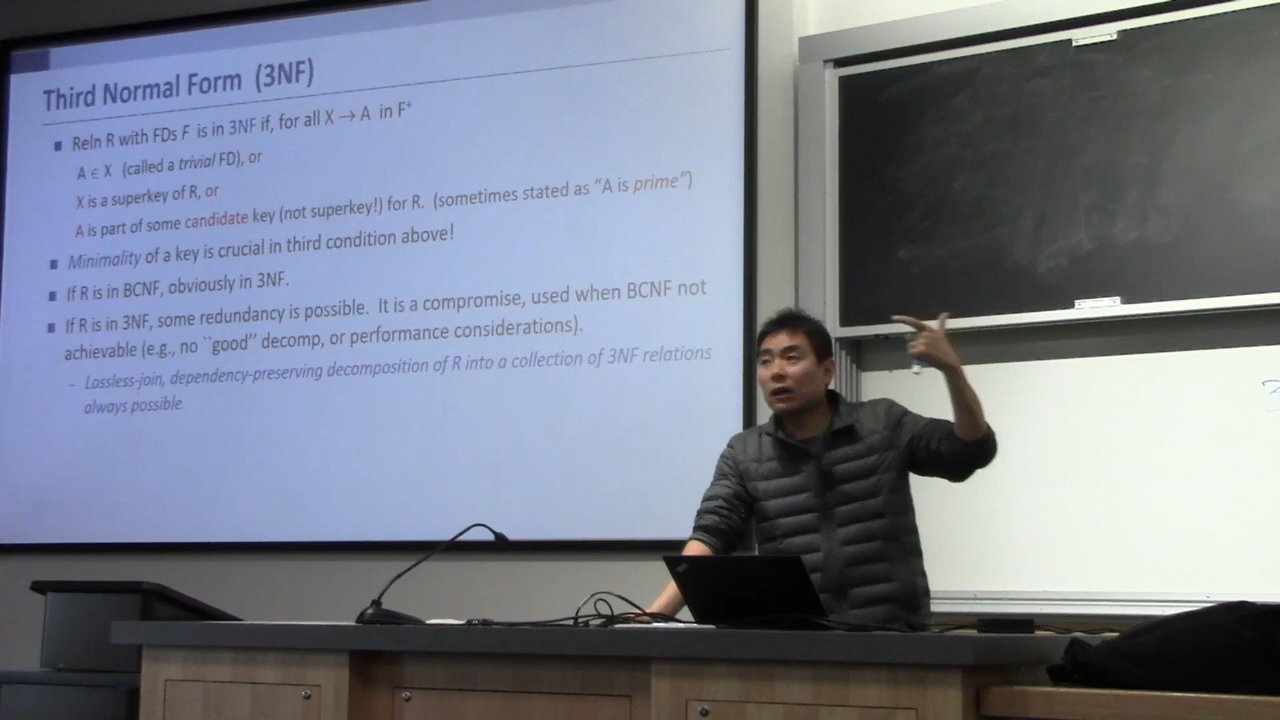 Third Normal Form (3NF)
▪ Reln R with FDs F is in 3NF if, for all X → A in F⁺
A ∈ X (called a trivial FD), or
X is a superkey of R, or
A is part of some candidate key (not superkey!) for R. (sometimes stated as “A is prime”)
▪ Minimality of a key is crucial in third condition above!
▪ If R is in BCNF, obviously in 3NF.
▪ If R is in 3NF, some redundancy is possible. It is a compromise, used when BCNF not
achievable (e.g., no ``good’’ decomp, or performance considerations).
– Lossless-join, dependency-preserving decomposition of R into a collection of 3NF relations
always possible